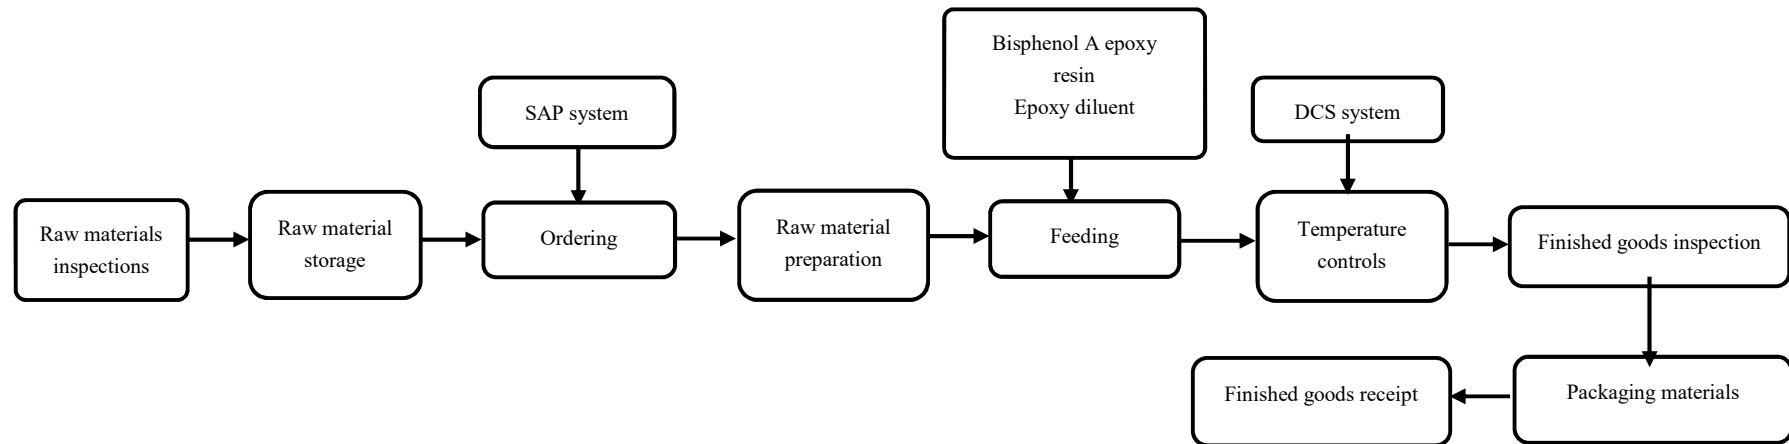 Bisphenol A epoxy
resin
Epoxy diluent
SAP system
DCS system
Raw materials
inspections
Raw material
storage
Ordering
Raw material
preparation
Feeding
Temperature
controls
Finished goods inspection
Finished goods receipt
Packaging materials